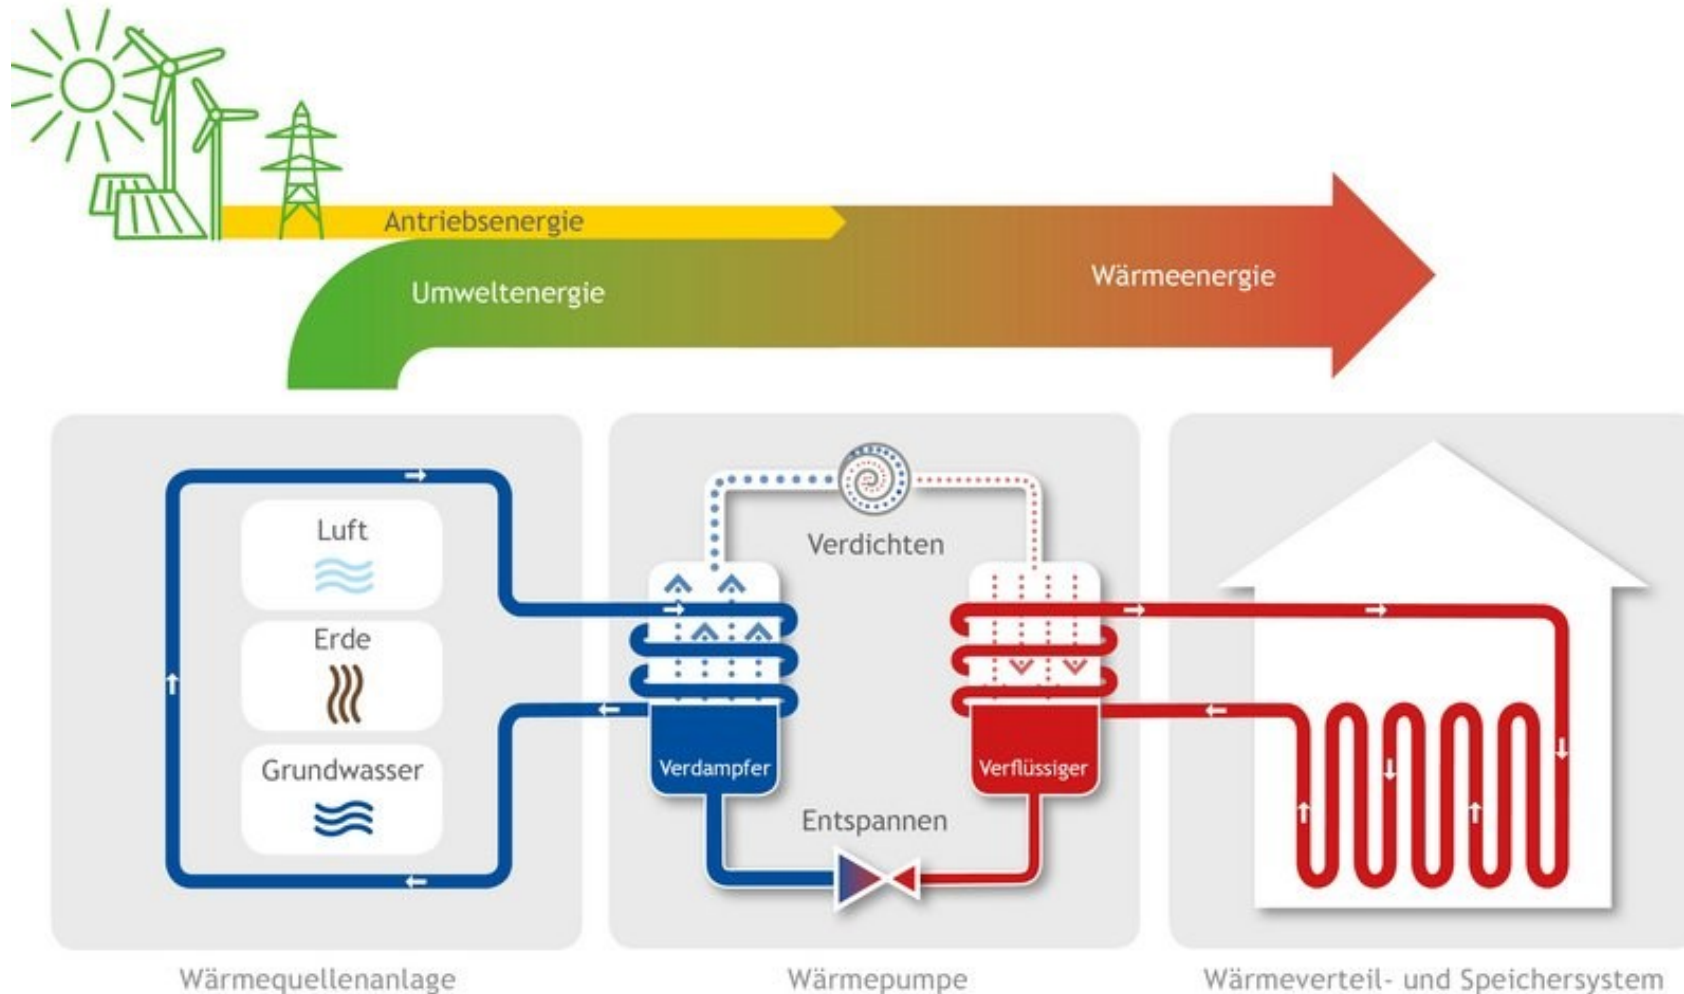 Antriebsenergie
Umweltenergie
Wärmeenergie
Luft
Erde
Grundwasser
Verdichten
Verdampfer
Verflüssiger
Entspannen
Wärmequellenanlage
Wärmepumpe
Wärmeverteil- und Speichersystem